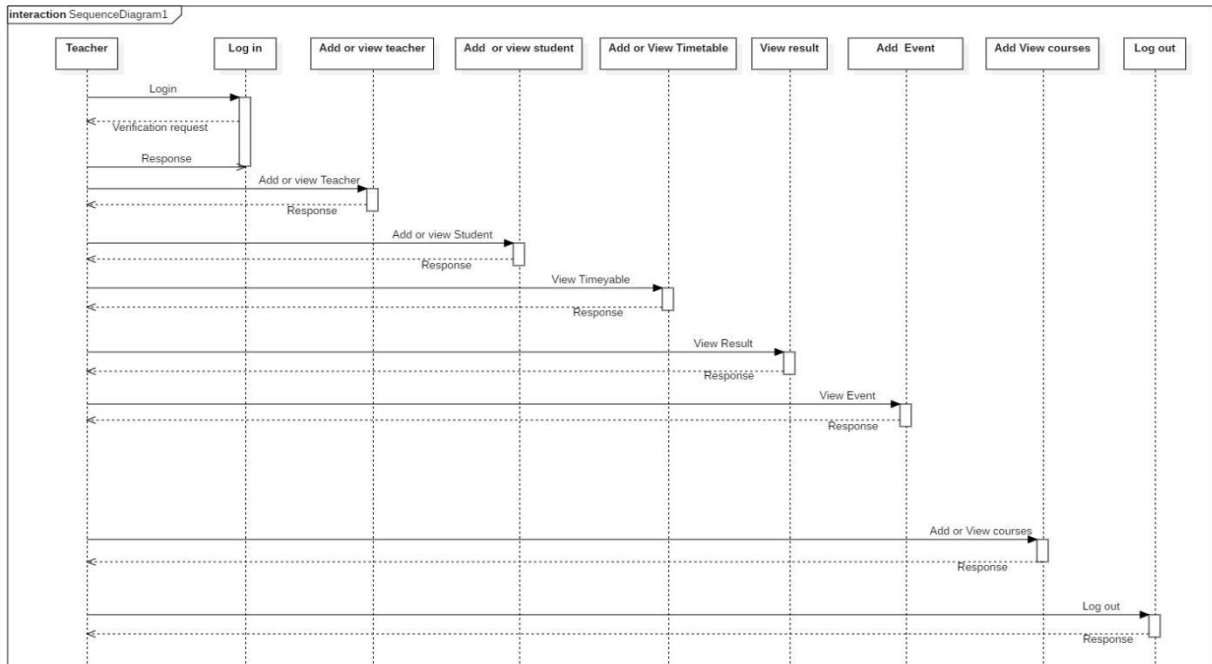 interaction SequenceDiagram1
Teacher
Log in
Add or view teacher
Add or view student
Add or View Timetable
View result
Add Event
Add View courses
Log out
Login
Verification request
Response
Add or view Teacher
Response
Add or view Student
Response
View Timeyable
Response
View Result
Response
View Event
Response
Add or View courses
Response
Log out
Response